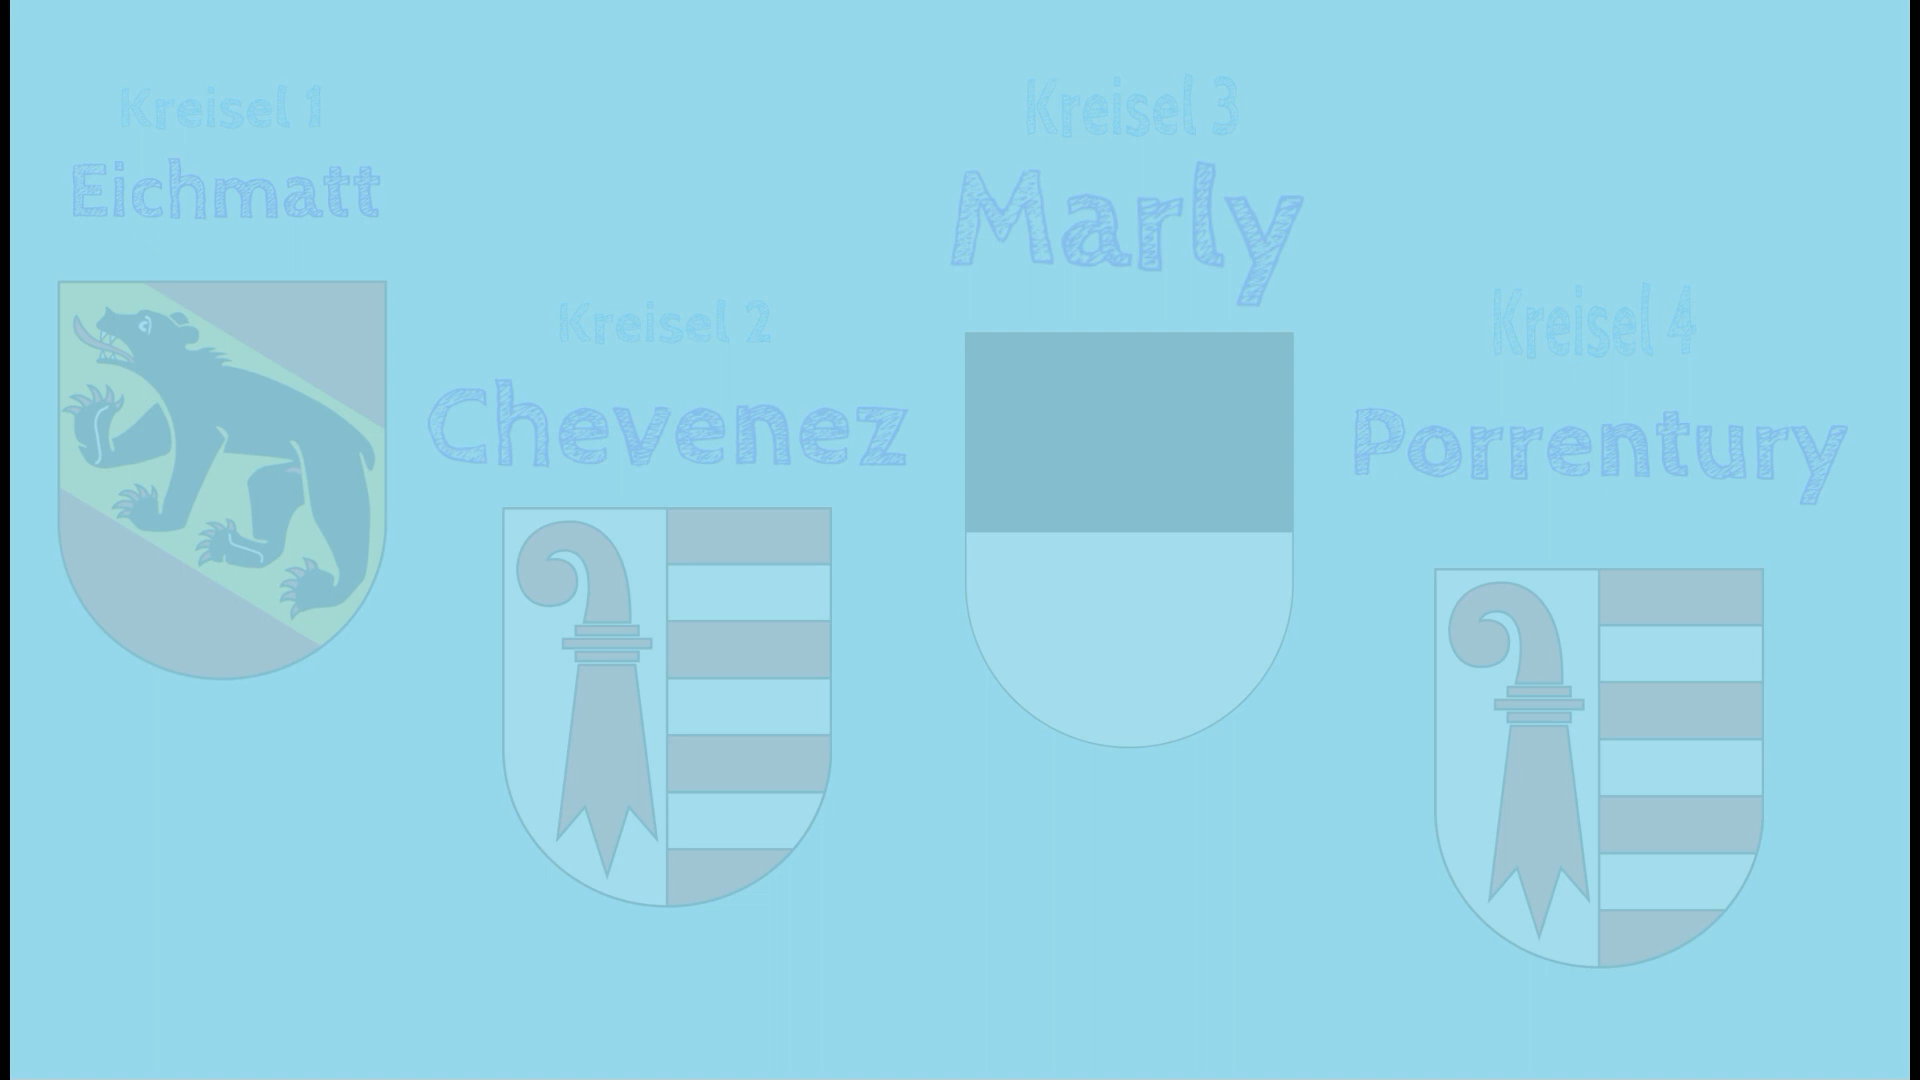 Kreisel 1
Eichmatt
Kreisel 2
Chevenez
Kreisel 3
Marly
Kreisel 4
Porrentury